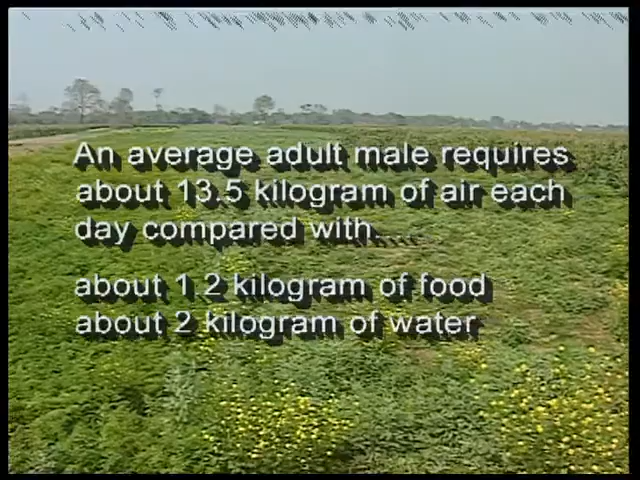 An average adult male requires
about 13.5 kilogram of air each
day compared with....
about 1.2 kilogram of food
about 2 kilogram of water